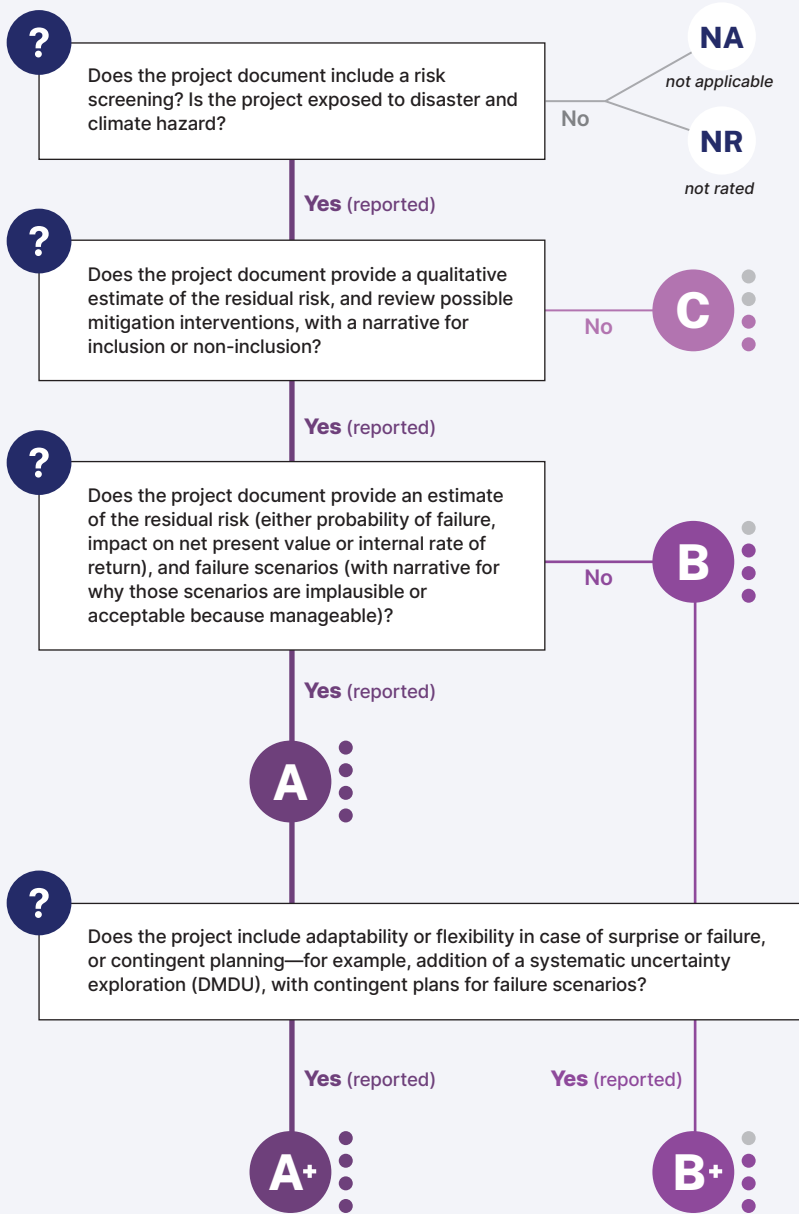 ?
Does the project document include a risk
screening? Is the project exposed to disaster and
climate hazard?
No
NA
not applicable
NR
not rated
Yes (reported)
?
Does the project document provide a qualitative
estimate of the residual risk, and review possible
mitigation interventions, with a narrative for
inclusion or non-inclusion?
No
C
Yes (reported)
?
Does the project document provide an estimate
of the residual risk (either probability of failure,
impact on net present value or internal rate of
return), and failure scenarios (with narrative for
why those scenarios are implausible or
acceptable because manageable)?
No
B
Yes (reported)
A
?
Does the project include adaptability or flexibility in case of surprise or failure,
or contingent planning—for example, addition of a systematic uncertainty
exploration (DMDU), with contingent plans for failure scenarios?
Yes (reported)
Yes (reported)
A+
B+